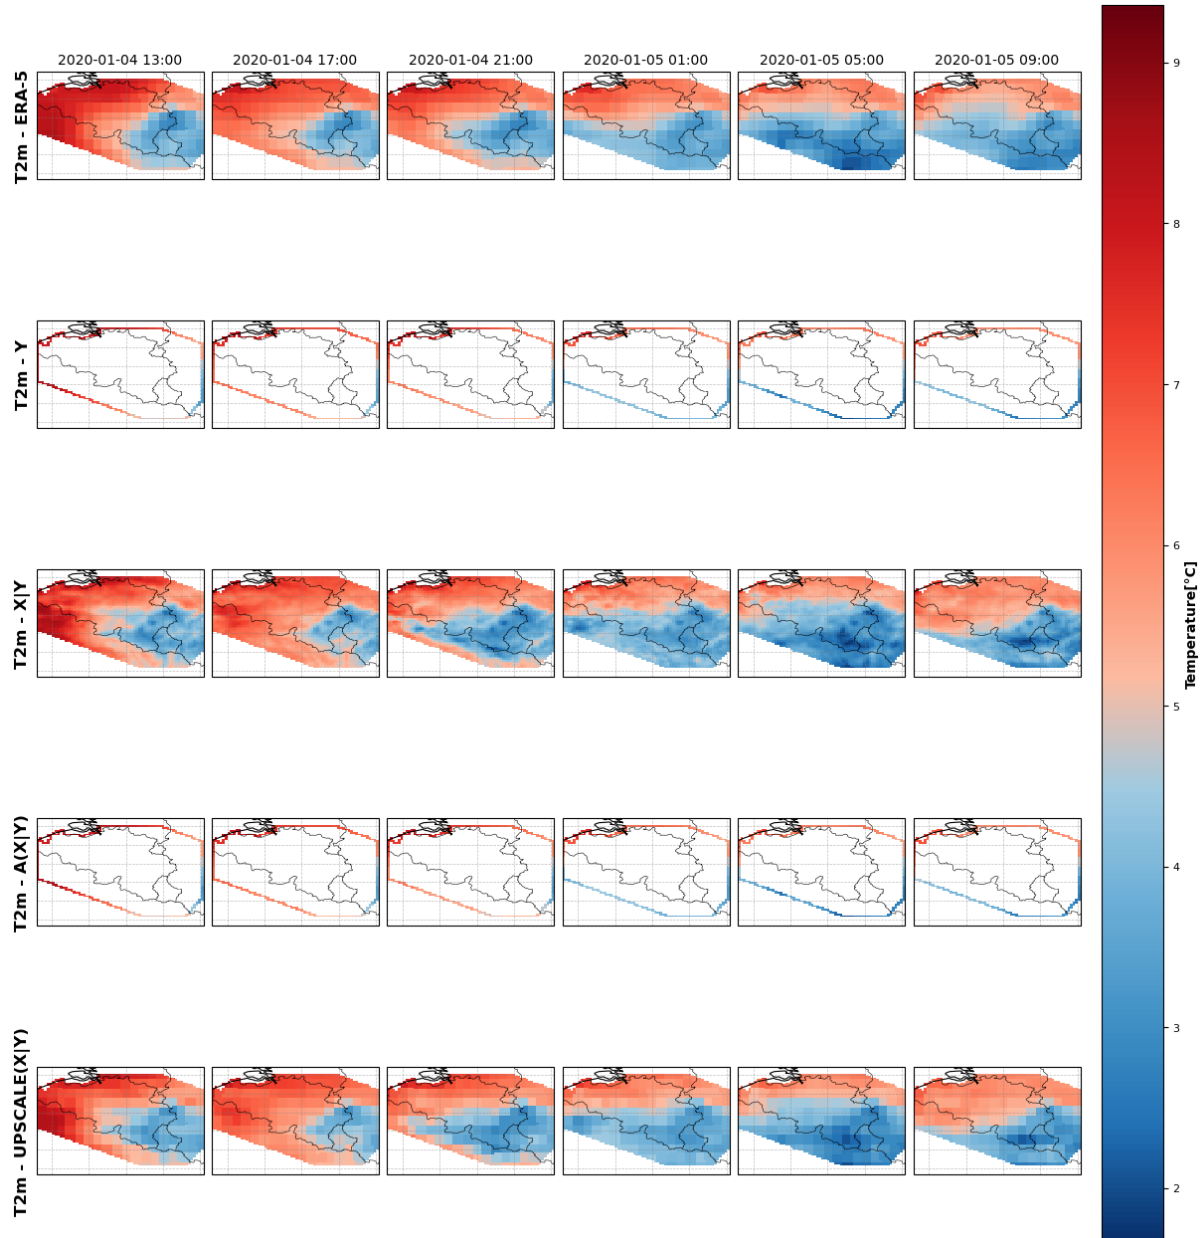 2020-01-04 13:00 2020-01-04 17:00 2020-01-04 21:00 2020-01-05 01:00 2020-01-05 05:00 2020-01-05 09:00
T2m - ERA-5
T2m - Y
T2m - X|Y
T2m - A(X|Y)
T2m - UPSCALE(X|Y)
9
8
7
6
5
4
3
2
Temperature[°C]